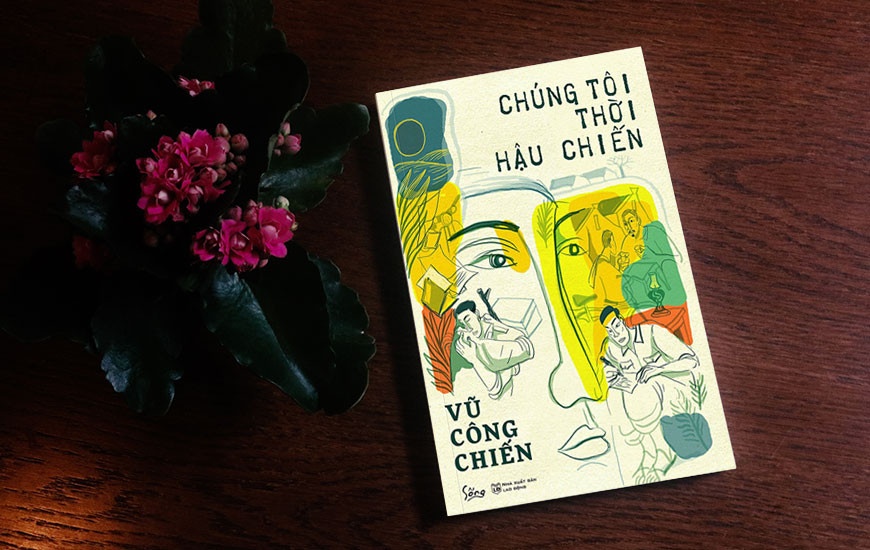 CHÚNG TÔI
THỜI
HẬU CHIẾN
VŨ
CÔNG
CHIẾN
Sống
NHÀ XUẤT BẢN
LAO ĐỘNG